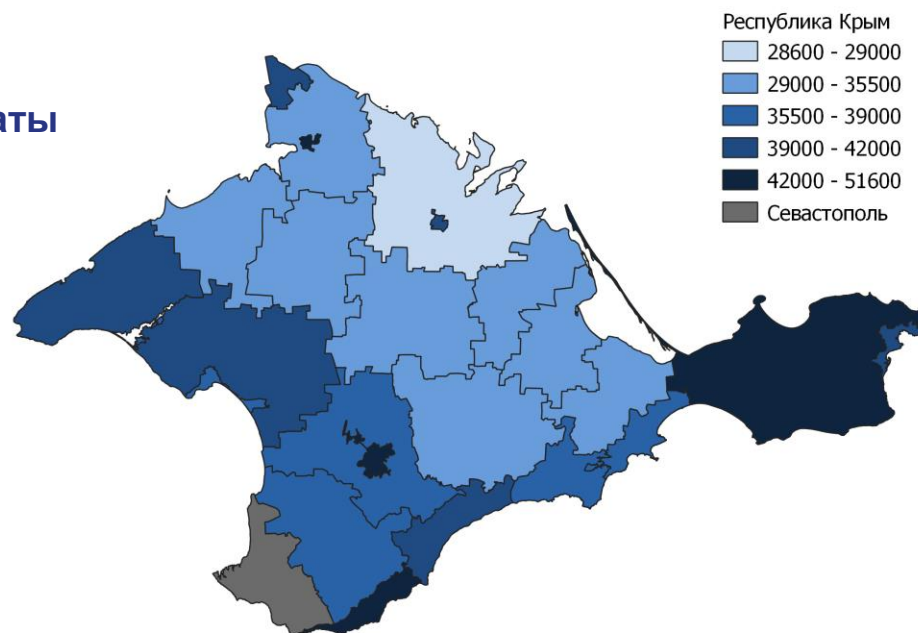 аты
Республика Крым
28600 - 29000
29000 - 35500
35500 - 39000
39000 - 42000
42000 - 51600
Севастополь